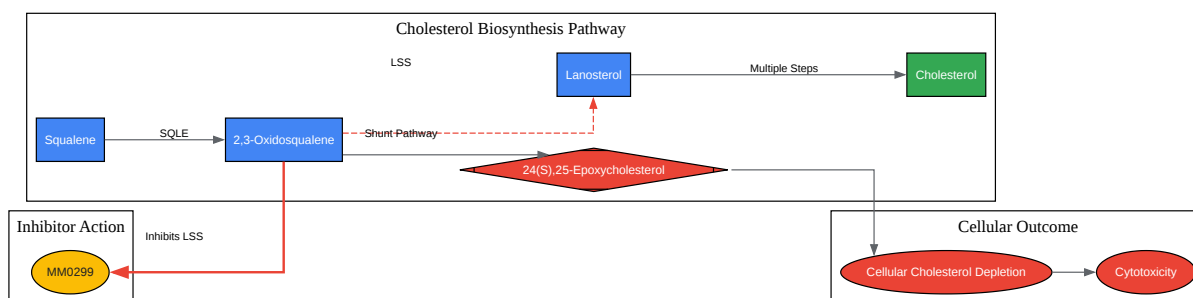 Cholesterol Biosynthesis Pathway
LSS
Lanosterol
Multiple Steps
Cholesterol
Squalene
SQLE
2,3-Oxidosqualene
Shunt Pathway
24(S),25-Epoxycholesterol
Inhibitor Action
Inhibits LSS
MM0299
Cellular Outcome
Cellular Cholesterol Depletion
Cytotoxicity